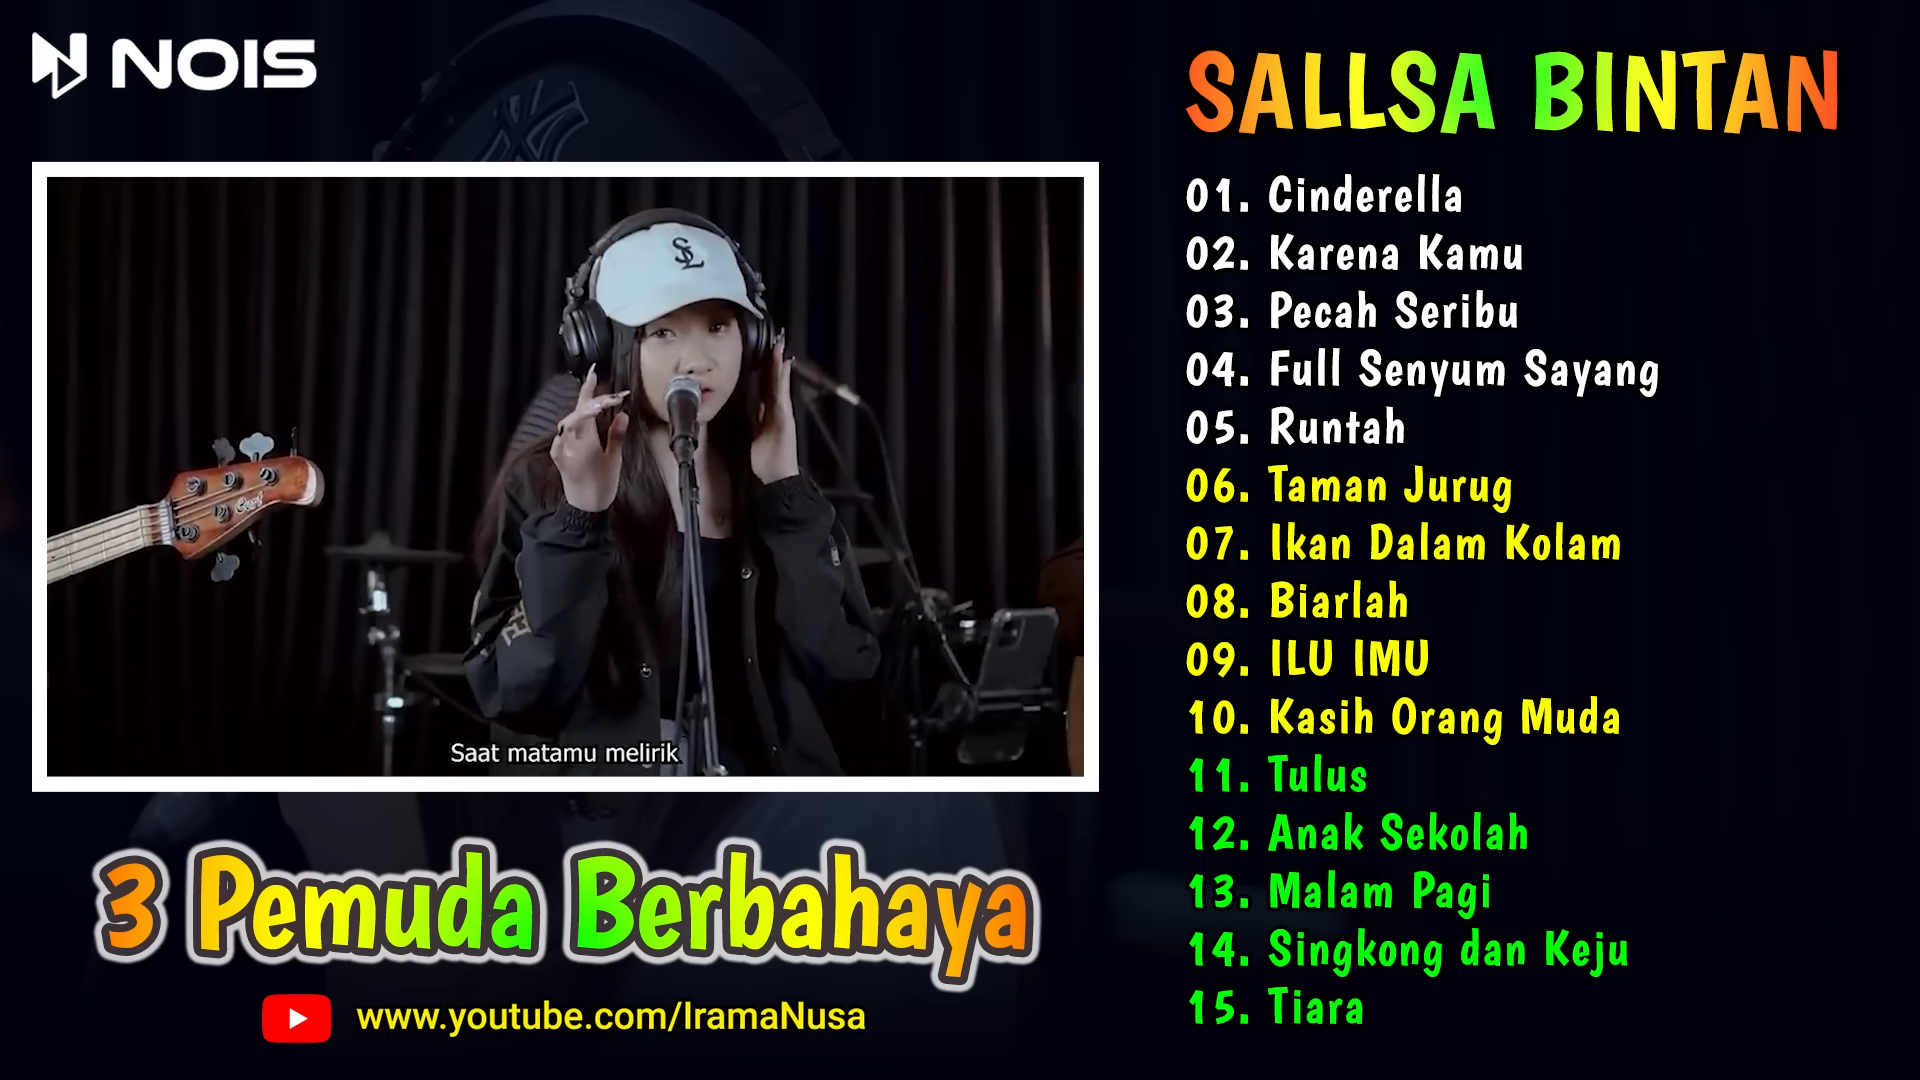 NOIS
SALLSA BINTAN
01. Cinderella
02. Karena Kamu
03. Pecah Seribu
04. Full Senyum Sayang
05. Runtah
06. Taman Jurug
07. Ikan Dalam Kolam
08. Biarlah
09. ILU IMU
10. Kasih Orang Muda
11. Tulus
12. Anak Sekolah
13. Malam Pagi
14. Singkong dan Keju
15. Tiara
SL
Cort
Saat matamu melirik
3 Pemuda Berbahaya
www.youtube.com/IramaNusa